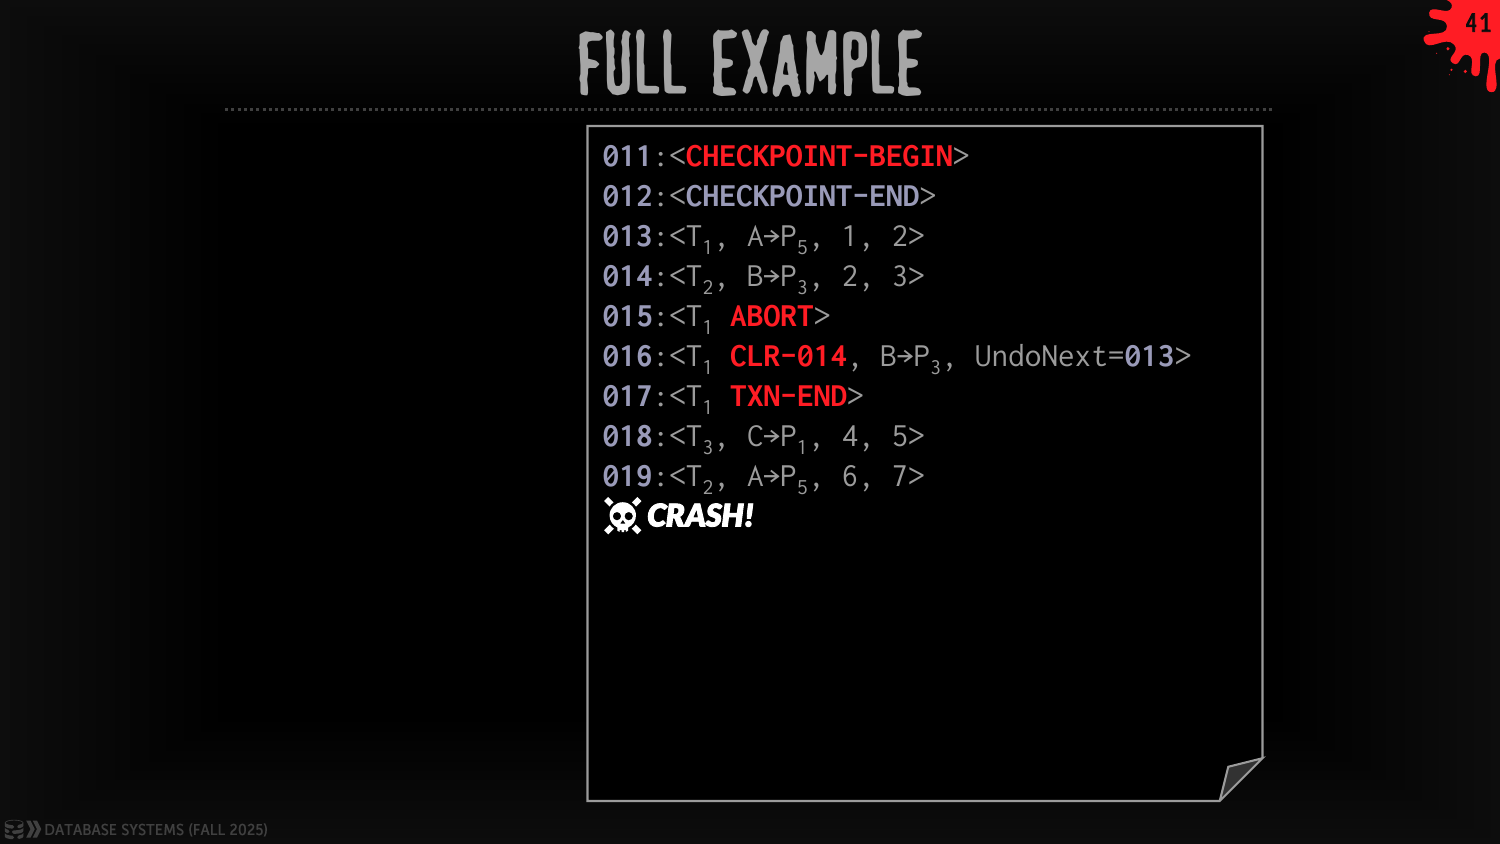 41
FULL EXAMPLE
011:<CHECKPOINT-BEGIN>
012:<CHECKPOINT-END>
013:<T₁, A→P₅, 1, 2>
014:<T₂, B→P₃, 2, 3>
015:<T₁ ABORT>
016:<T₁ CLR-014, B→P₃, UndoNext=013>
017:<T₁ TXN-END>
018:<T₃, C→P₁, 4, 5>
019:<T₂, A→P₅, 6, 7>
CRASH!
DATABASE SYSTEMS (FALL 2025)